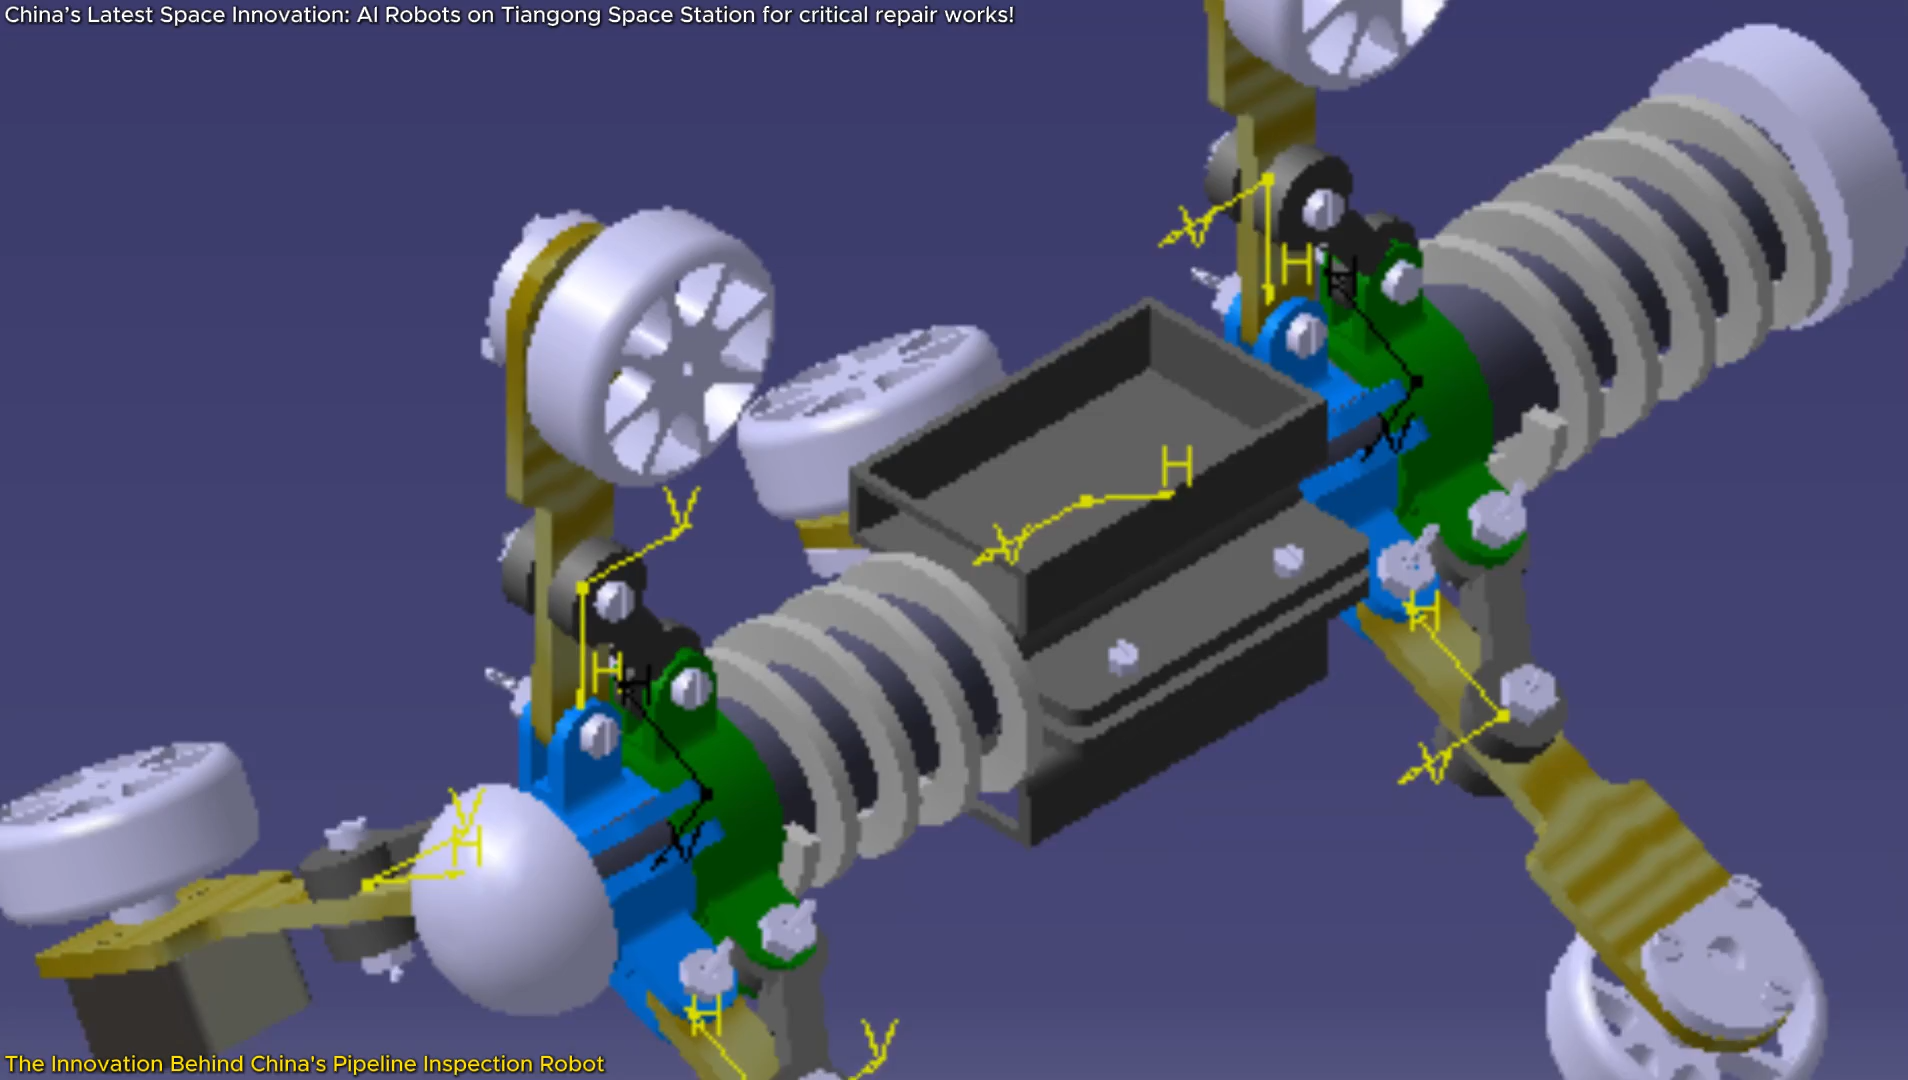 China’s Latest Space Innovation: AI Robots on Tiangong Space Station for critical repair works!
H
H
V
H
V
H
V
H
H
V
H
V
V
H
V
H
V
The Innovation Behind China's Pipeline Inspection Robot